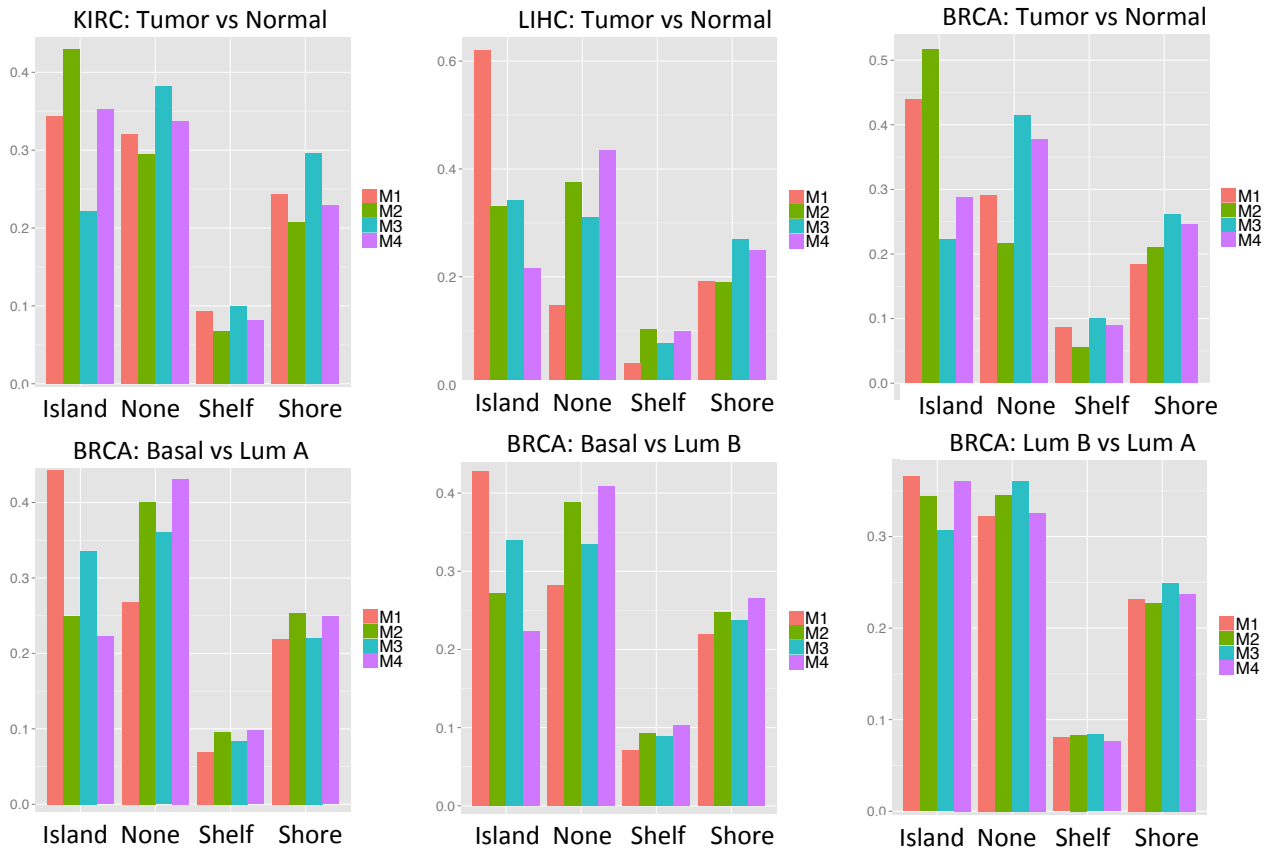 KIRC: Tumor vs Normal
0.4
0.3
0.2
0.1
0.0
Island None Shelf Shore
M1
M2
M3
M4
LIHC: Tumor vs Normal
0.6
0.4
0.2
0.0
Island None Shelf Shore
M1
M2
M3
M4
BRCA: Tumor vs Normal
0.5
0.4
0.3
0.2
0.1
0.0
Island None Shelf Shore
M1
M2
M3
M4
BRCA: Basal vs Lum A
0.4
0.3
0.2
0.1
0.0
Island None Shelf Shore
M1
M2
M3
M4
BRCA: Basal vs Lum B
0.4
0.3
0.2
0.1
0.0
Island None Shelf Shore
M1
M2
M3
M4
BRCA: Lum B vs Lum A
0.3
0.2
0.1
0.0
Island None Shelf Shore
M1
M2
M3
M4